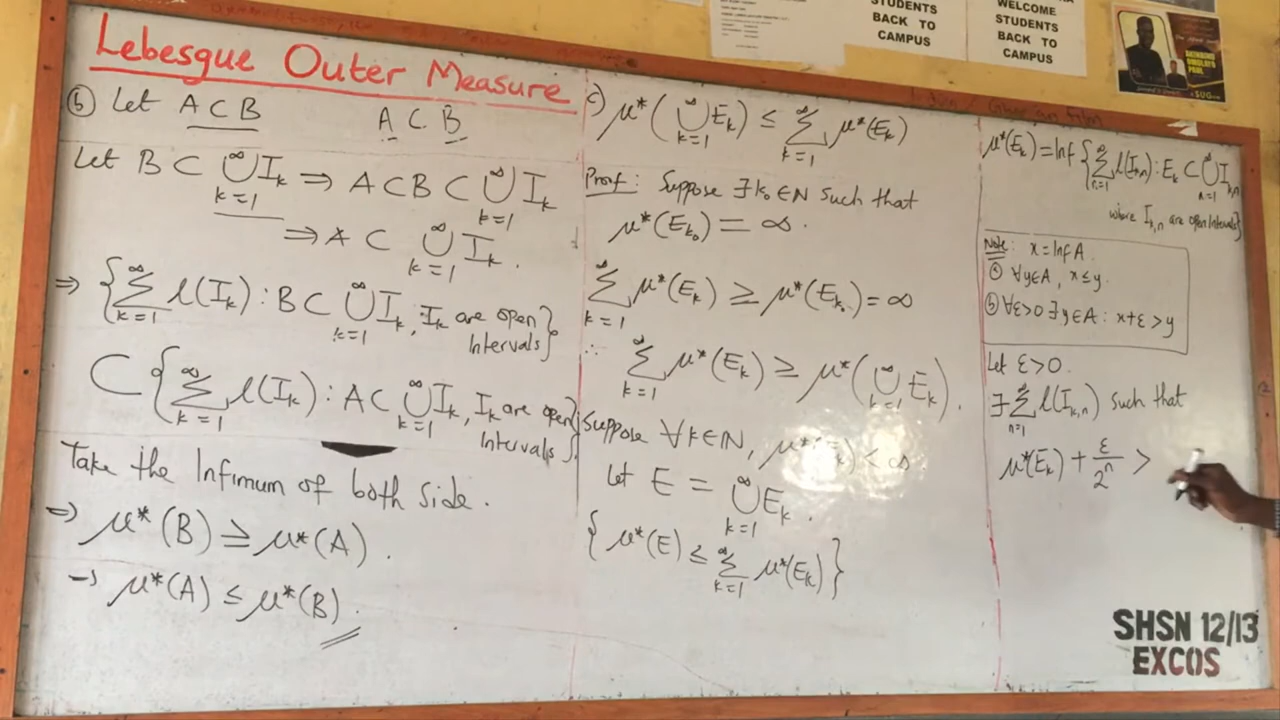 STUDENTS
BACK TO
CAMPUS
WELCOME
STUDENTS
BACK TO
CAMPUS
SUG
Lebesgue Outer Measure
ⓑ Let A⊂B
A ⊂ B
Let B ⊂ ⋃_{k=1}^∞ I_k ⇒ A⊂B⊂ ⋃_{k=1}^∞ I_k
⇒ A ⊂ ⋃_{k=1}^∞ I_k.
⇒ {∑_{k=1}^∞ l(I_k) : B⊂ ⋃_{k=1}^∞ I_k, I_k are open Intervals}
⊂ {∑_{k=1}^∞ l(I_k) : A⊂ ⋃_{k=1}^∞ I_k, I_k are open Intervals}.
Take the Infimum of both side.
⇒ μ*(B) ≥ μ*(A).
→ μ*(A) ≤ μ*(B).
c) μ*(⋃_{k=1}^∞ E_k) ≤ ∑_{k=1}^∞ μ*(E_k)
Proof: Suppose ∃k₀∈N such that
μ*(E_{k₀}) = ∞.
∑_{k=1}^∞ μ*(E_k) ≥ μ*(E_{k₀}) = ∞
∴ ∑_{k=1}^∞ μ*(E_k) ≥ μ*(⋃_{k=1}^∞ E_k).
Suppose ∀k∈N, μ*(E_k) < ∞
Let E = ⋃_{k=1}^∞ E_k.
{μ*(E) ≤ ∑_{k=1}^∞ μ*(E_k)}
μ*(E_k) = Inf {∑_{n=1}^∞ l(I_{k,n}) : E_k ⊂ ⋃_{n=1}^∞ I_{k,n}
where I_{k,n} are open Intervals}
Note: x = Inf A.
ⓐ ∀y∈A, x≤y.
ⓑ ∀ε>0 ∃y∈A : x+ε>y
Let ε>0.
∃ ∑_{n=1}^∞ l(I_{k,n}) such that
μ*(E_k) + ε/2ⁿ >
SHSN 12/13
EXCOS